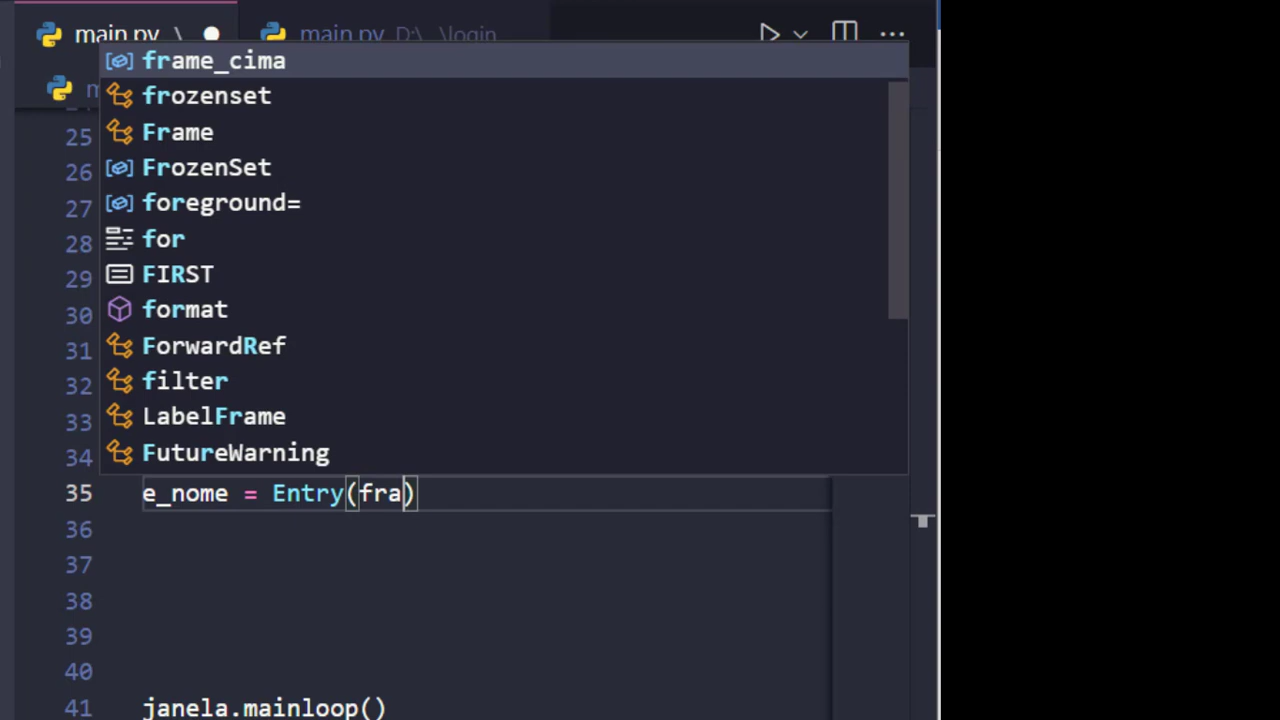 main.py
main.py D:\ \login
frame_cima
frozenset
25
Frame
26
FrozenSet
27
foreground=
28
for
29
FIRST
30
format
31
ForwardRef
32
filter
33
LabelFrame
34
FutureWarning
35 e_nome = Entry(fra)
36
37
38
39
40
41 janela.mainloop()